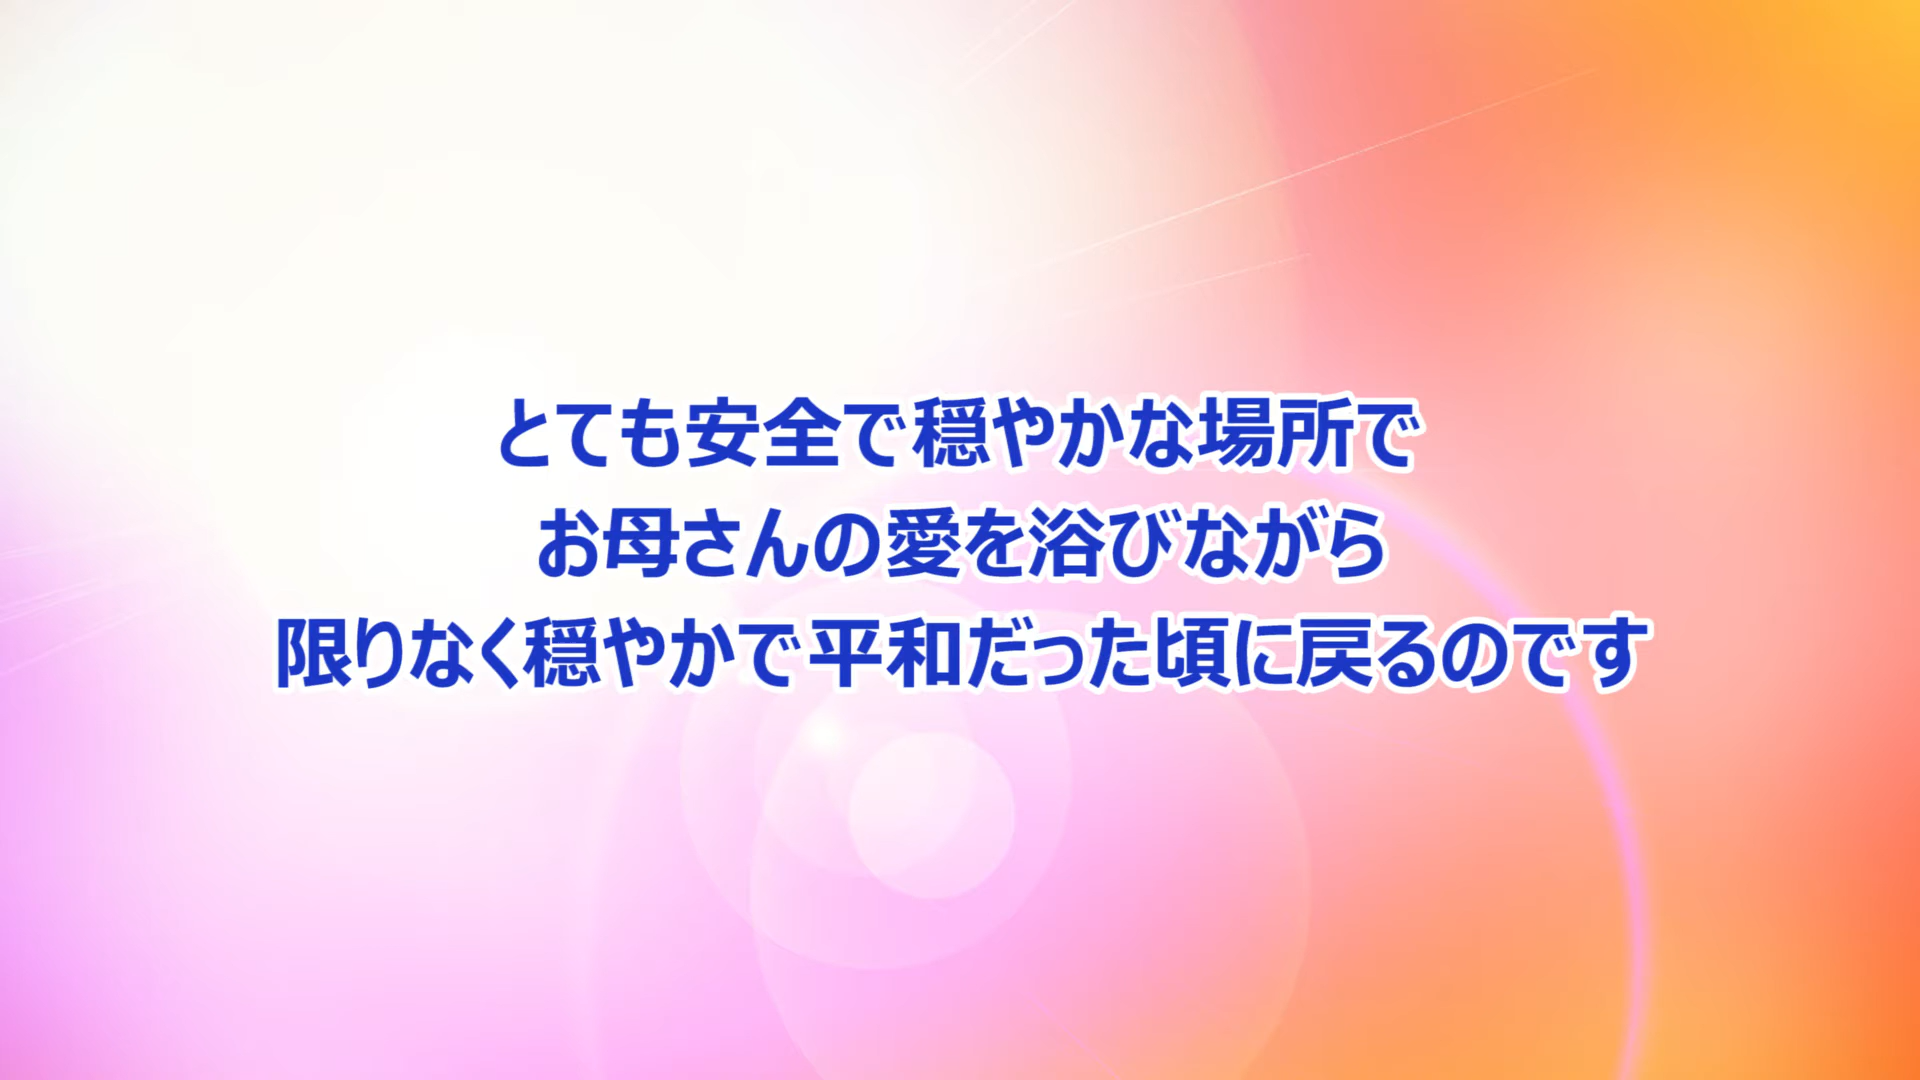 とても安全で穏やかな場所で
お母さんの愛を浴びながら
限りなく穏やかで平和だった頃に戻るのです